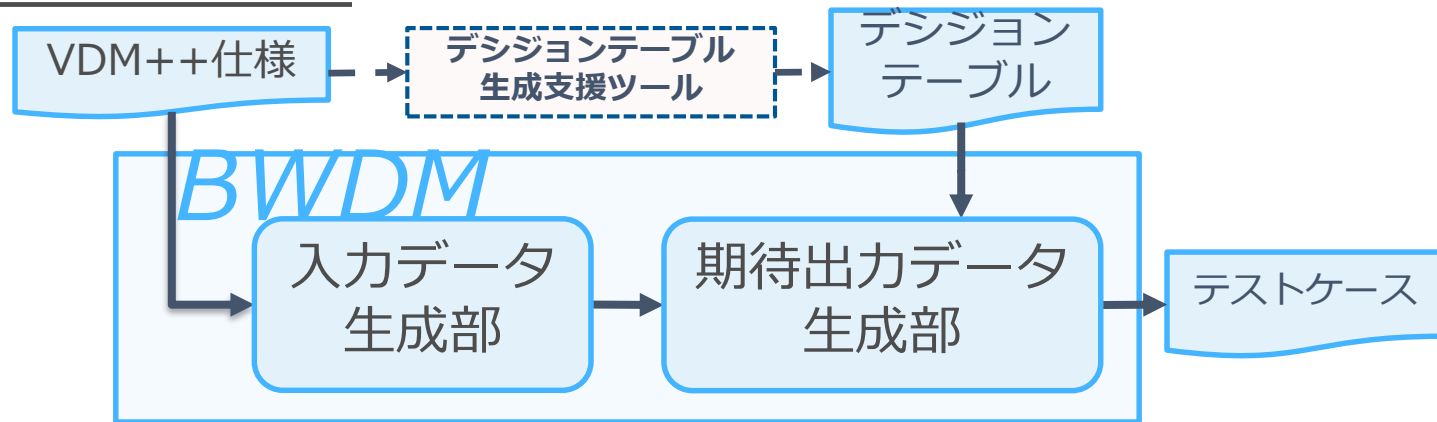 VDM++仕様
デシジョンテーブル
生成支援ツール
デシジョン
テーブル
BWDM
入力データ
生成部
期待出力データ
生成部
テストケース